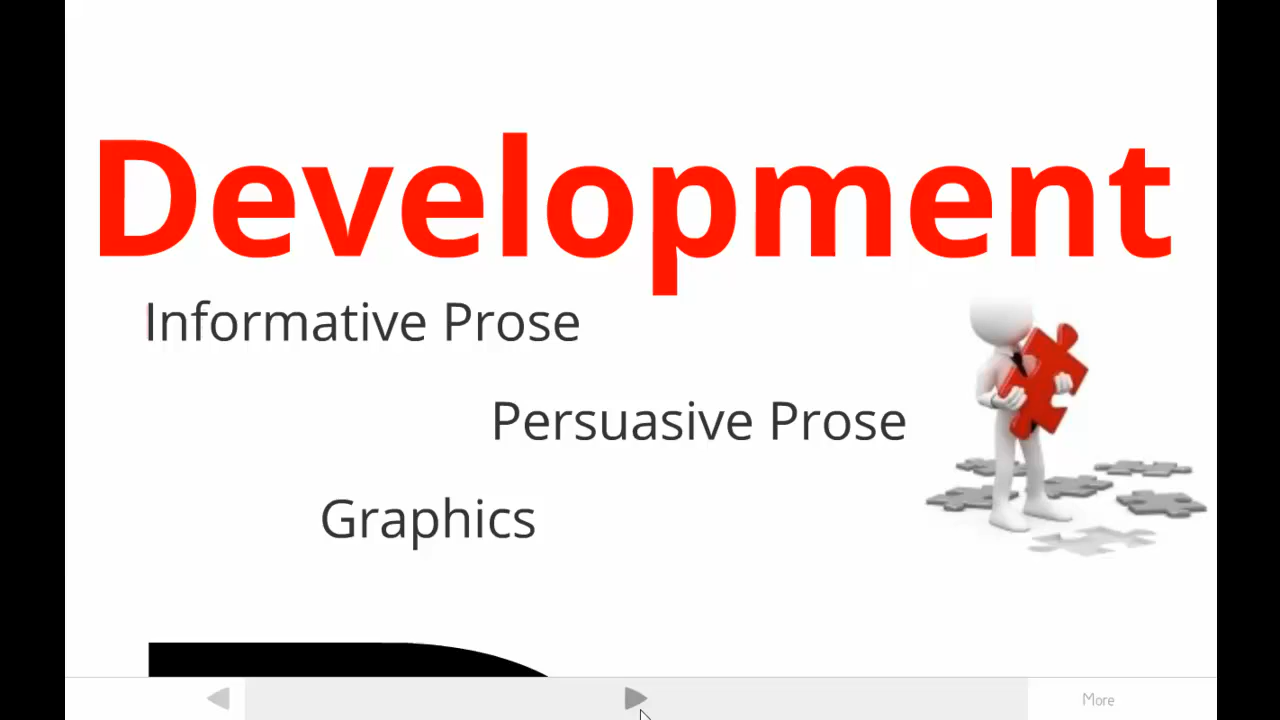 Development
Informative Prose
Persuasive Prose
Graphics
More